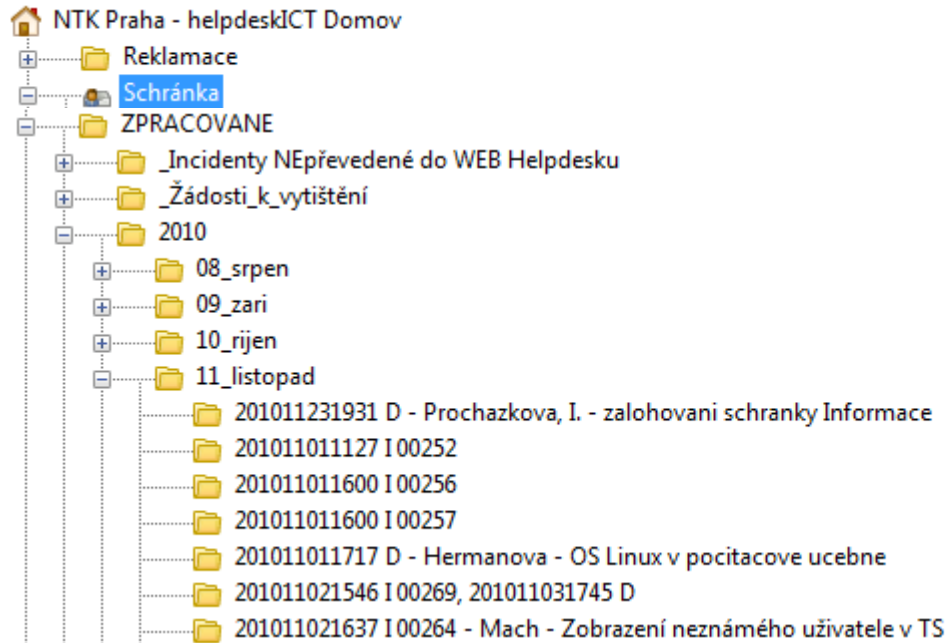 NTK Praha - helpdeskICT Domov
Reklamace
Schránka
ZPRACOVANE
_Incidenty NEpřevedené do WEB Helpdesku
_Žádosti_k_vytištění
2010
08_srpen
09_zari
10_rijen
11_listopad
201011231931 D - Prochazkova, I. - zalohovani schranky Informace
201011011127 I 00252
201011011600 I 00256
201011011600 I 00257
201011011717 D - Hermanova - OS Linux v pocitacove ucebne
201011021546 I 00269, 201011031745 D
201011021637 I 00264 - Mach - Zobrazení neznámého uživatele v TS